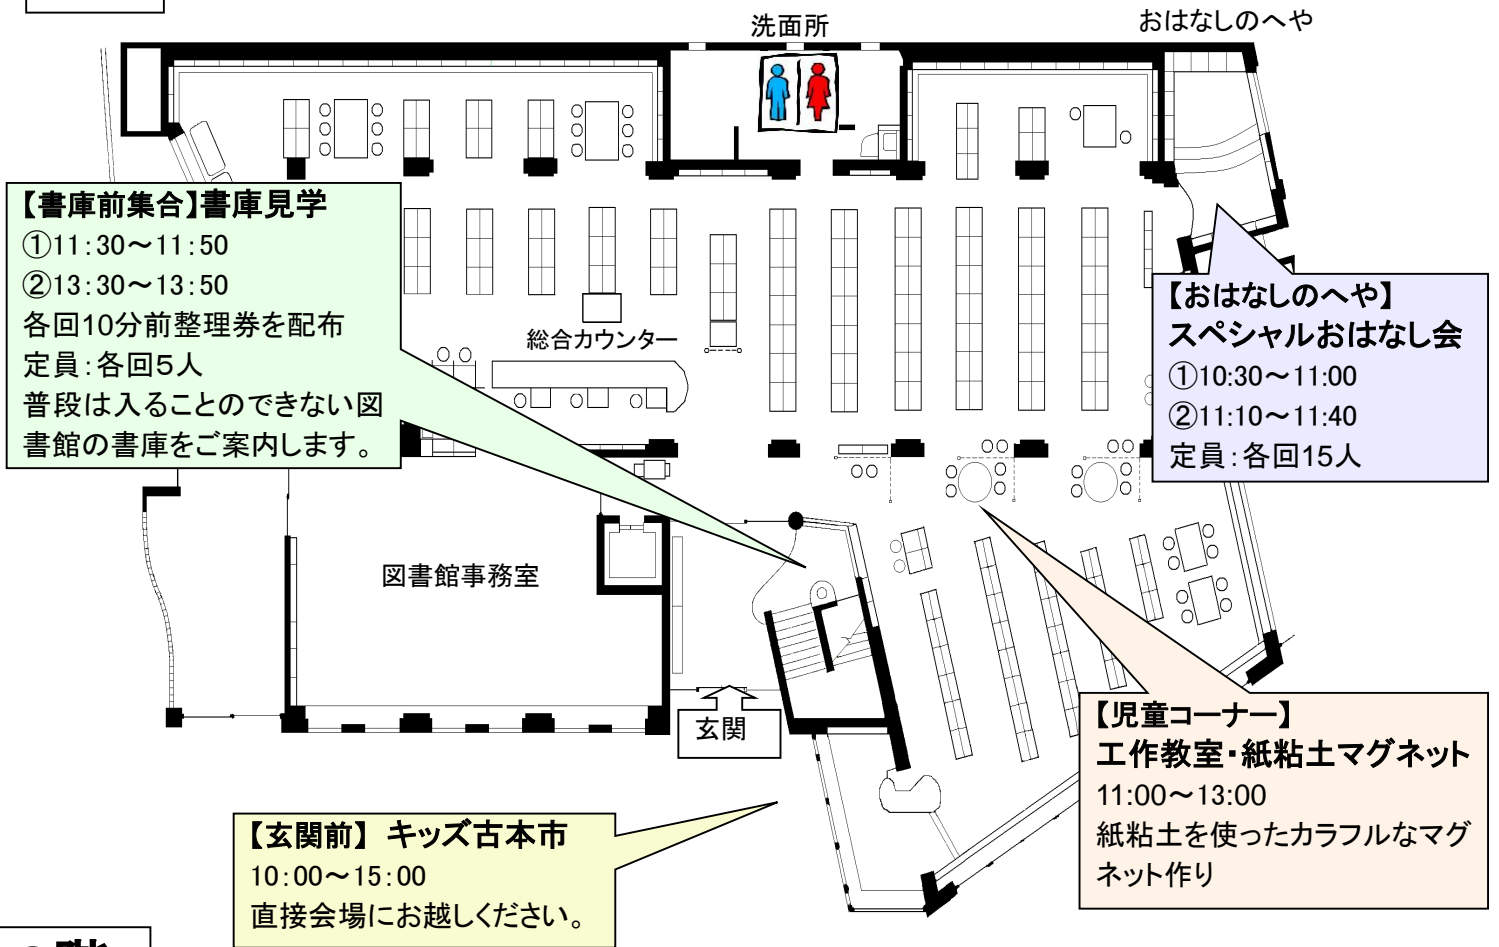 洗面所
おはなしのへや
【書庫前集合】書庫見学
①11:30～11:50
②13:30～13:50
各回10分前整理券を配布
定員:各回5人
普段は入ることのできない図
書館の書庫をご案内します。
総合カウンター
【おはなしのへや】
スペシャルおはなし会
①10:30～11:00
②11:10～11:40
定員:各回15人
図書館事務室
玄関
【児童コーナー】
工作教室・紙粘土マグネット
11:00～13:00
紙粘土を使ったカラフルなマグ
ネット作り
【玄関前】 キッズ古本市
10:00～15:00
直接会場にお越しください。